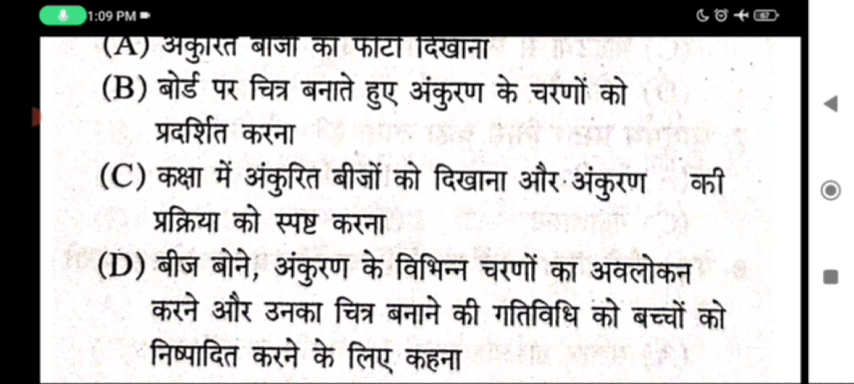 1:09 PM
67
(A) अंकुरित बीजों का फोटो दिखाना
(B) बोर्ड पर चित्र बनाते हुए अंकुरण के चरणों को
प्रदर्शित करना
(C) कक्षा में अंकुरित बीजों को दिखाना और अंकुरण की
प्रक्रिया को स्पष्ट करना
(D) बीज बोने, अंकुरण के विभिन्न चरणों का अवलोकन
करने और उनका चित्र बनाने की गतिविधि को बच्चों को
निष्पादित करने के लिए कहना